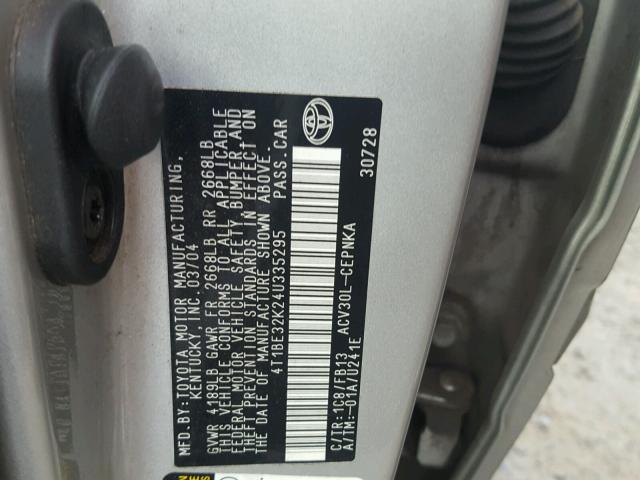 MFD. BY: TOYOTA MOTOR MANUFACTURING,
KENTUCKY, INC. 03/04
GVWR 4189LB GAWR FR 2668LB RR 2668LB
THIS VEHICLE CONFORMS TO ALL APPLICABLE
FEDERAL MOTOR VEHICLE SAFETY, BUMPER AND
THEFT PREVENTION STANDARDS IN EFFECT ON
THE DATE OF MANUFACTURE SHOWN ABOVE.
4T1BE32K24U335295 PASS.CAR
C/TR:1C8/FB13 ACV30L-CEPNKA
A/TM:-01A/U241E 30728